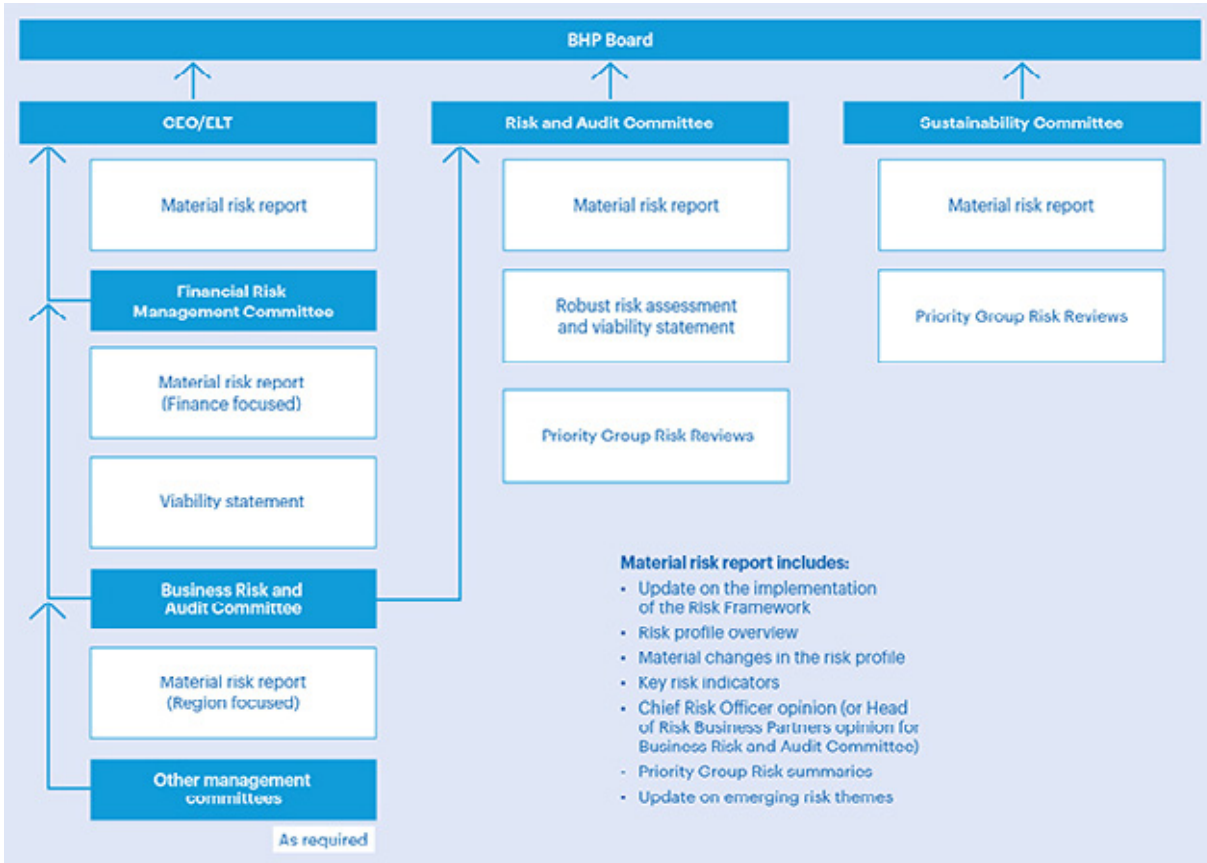 BHP Board
CEO/ELT
Material risk report
Financial Risk
Management Committee
Material risk report
(Finance focused)
Viability statement
Business Risk and
Audit Committee
Material risk report
(Region focused)
Other management
committees
As required
Risk and Audit Committee
Material risk report
Robust risk assessment
and viability statement
Priority Group Risk Reviews
Sustainability Committee
Material risk report
Priority Group Risk Reviews
Material risk report includes:
• Update on the implementation
of the Risk Framework
• Risk profile overview
• Material changes in the risk profile
• Key risk indicators
• Chief Risk Officer opinion (or Head
of Risk Business Partners opinion for
Business Risk and Audit Committee)
• Priority Group Risk summaries
• Update on emerging risk themes